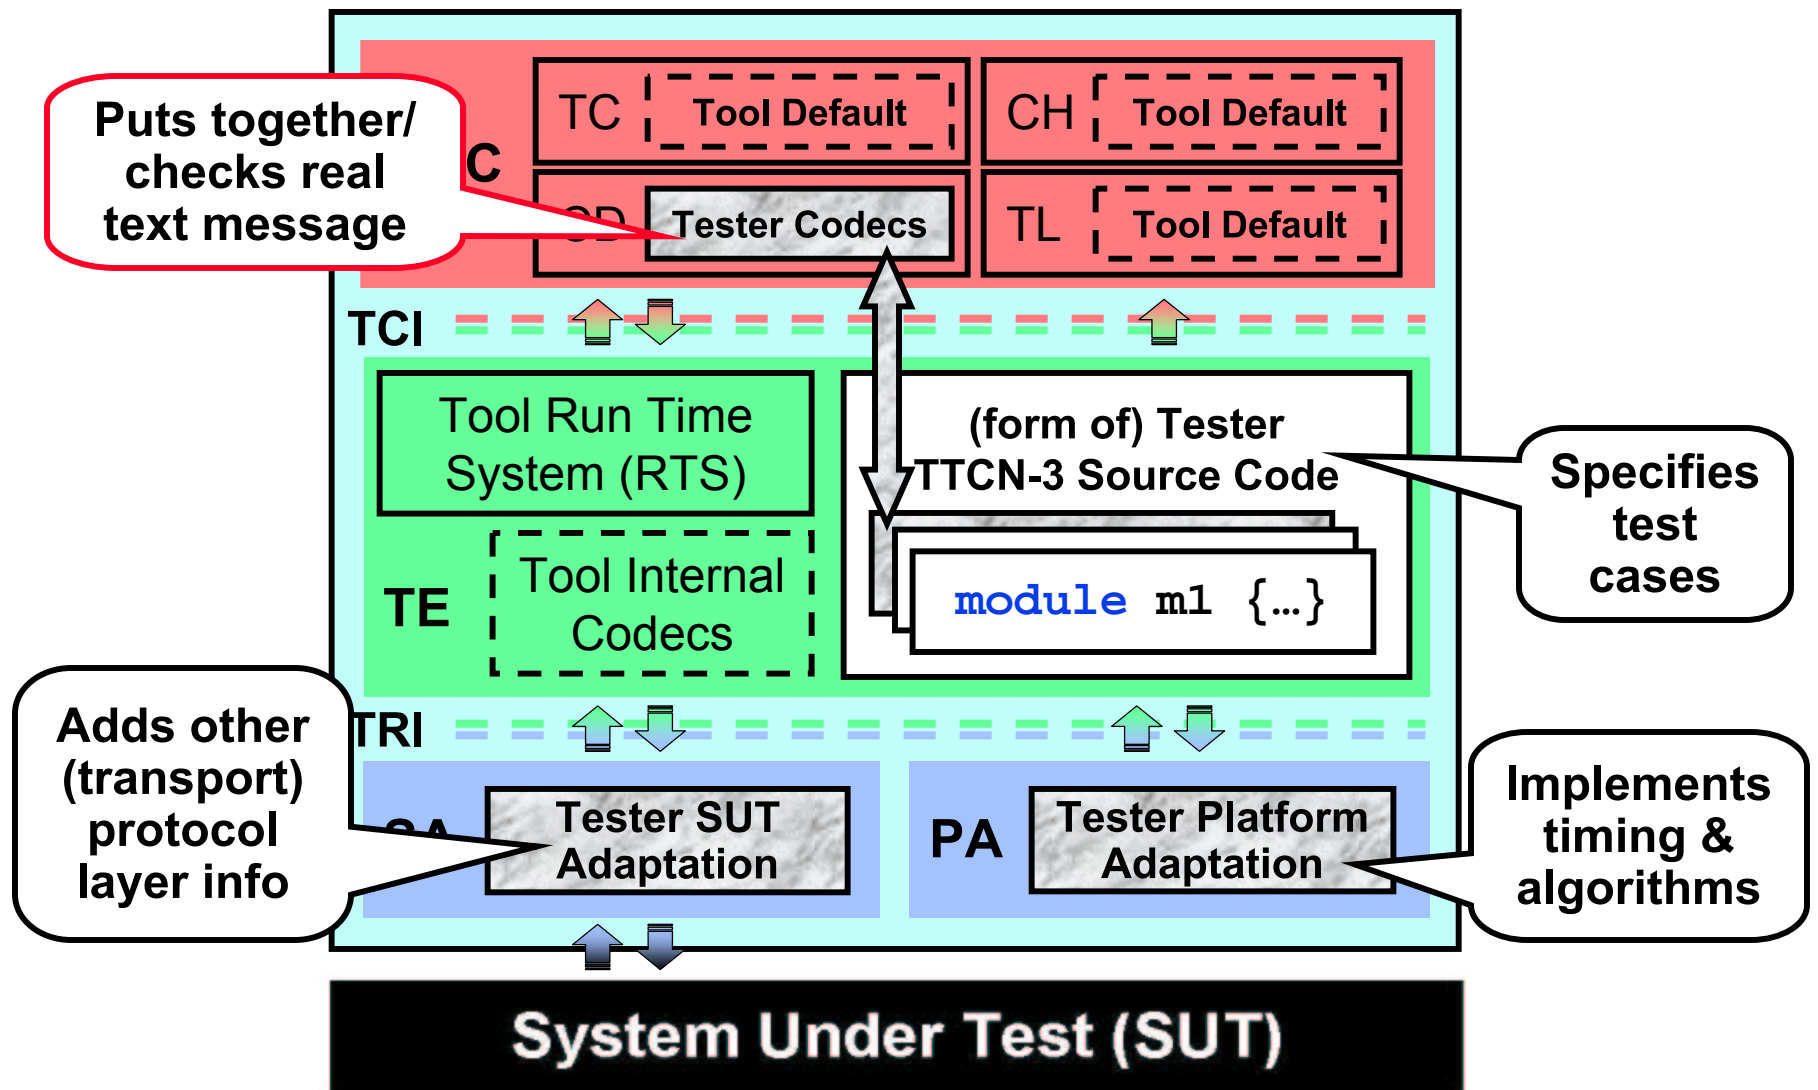 Puts together/
checks real
text message
C
TC
Tool Default
CH
Tool Default
CD
Tester Codecs
TL
Tool Default
TCI
Tool Run Time
System (RTS)
(form of) Tester
TTCN-3 Source Code
Specifies
test
cases
TE
Tool Internal
Codecs
module m1 {…}
Adds other
(transport)
protocol
layer info
TRI
SA
Tester SUT
Adaptation
PA
Tester Platform
Adaptation
Implements
timing &
algorithms
System Under Test (SUT)